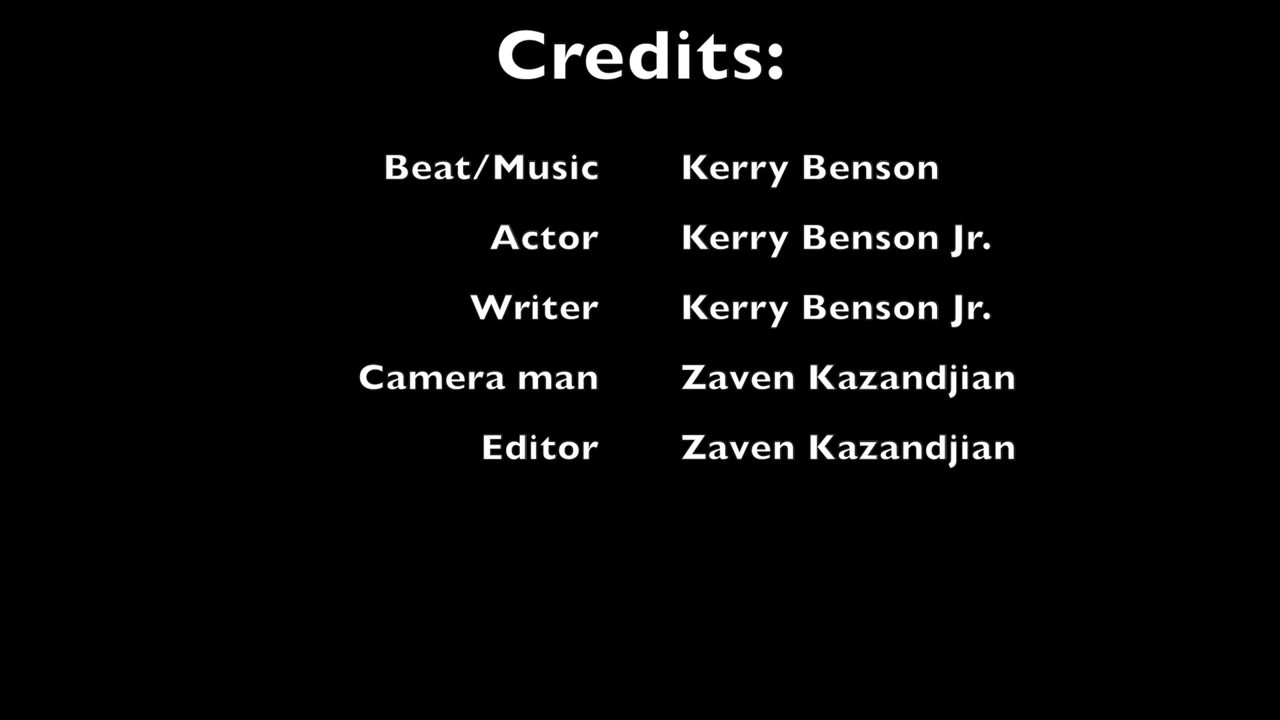 Credits:
Beat/Music Kerry Benson
Actor Kerry Benson Jr.
Writer Kerry Benson Jr.
Camera man Zaven Kazandjian
Editor Zaven Kazandjian